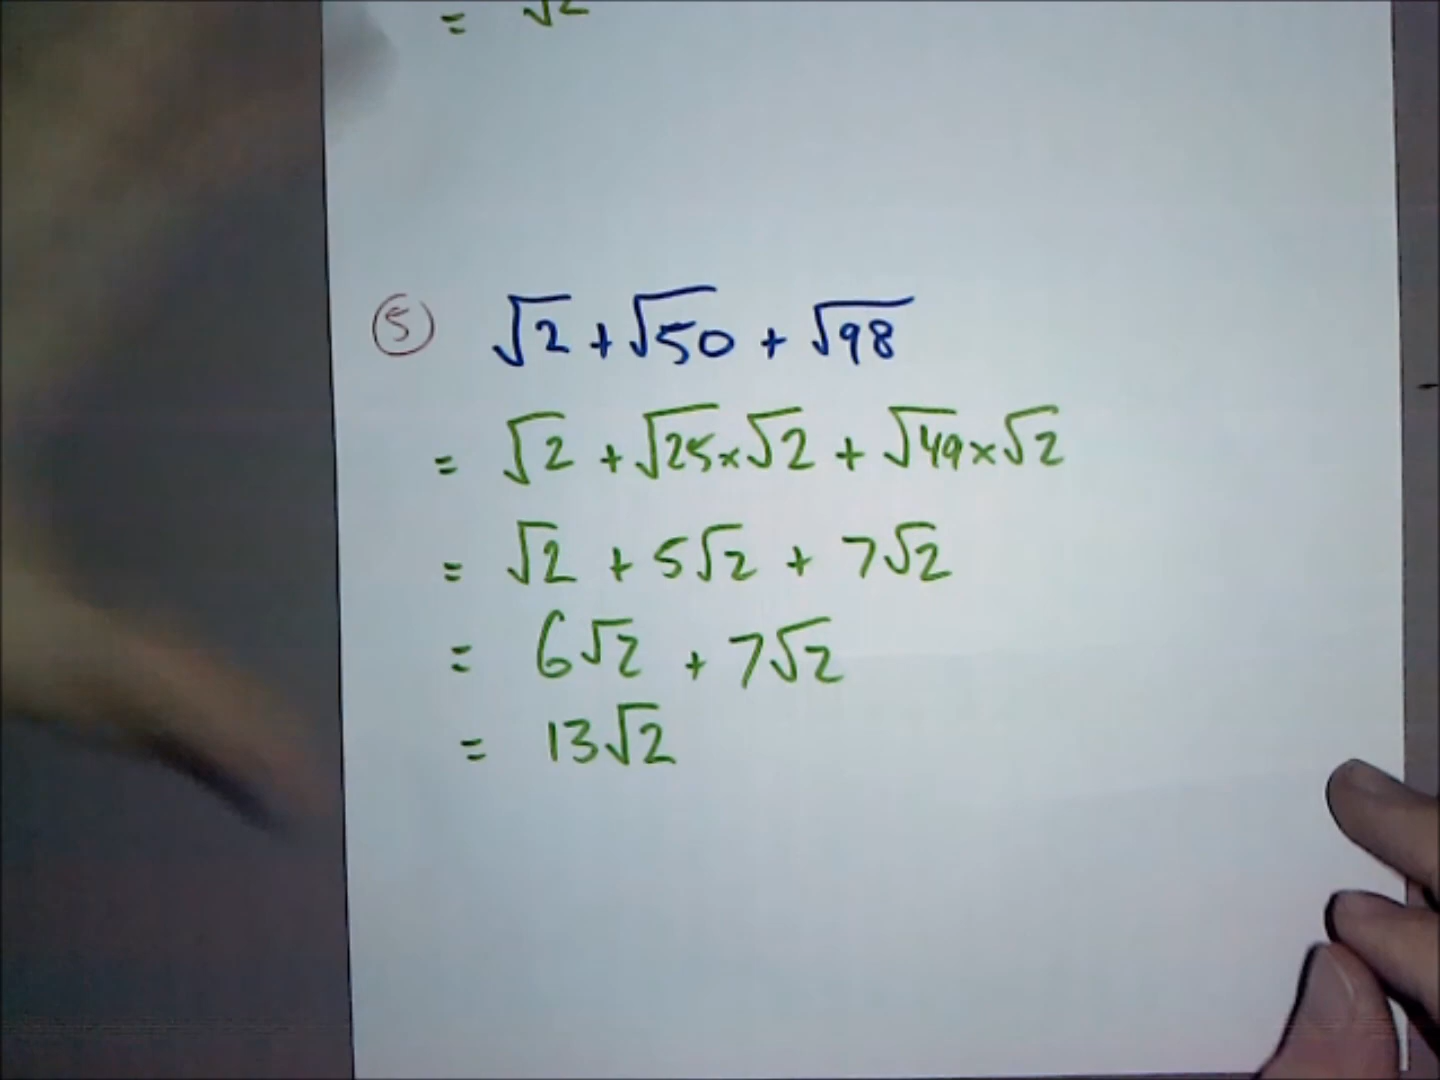 = √2
⑤ √2 + √50 + √98
= √2 + √25 × √2 + √49 × √2
= √2 + 5√2 + 7√2
= 6√2 + 7√2
= 13√2